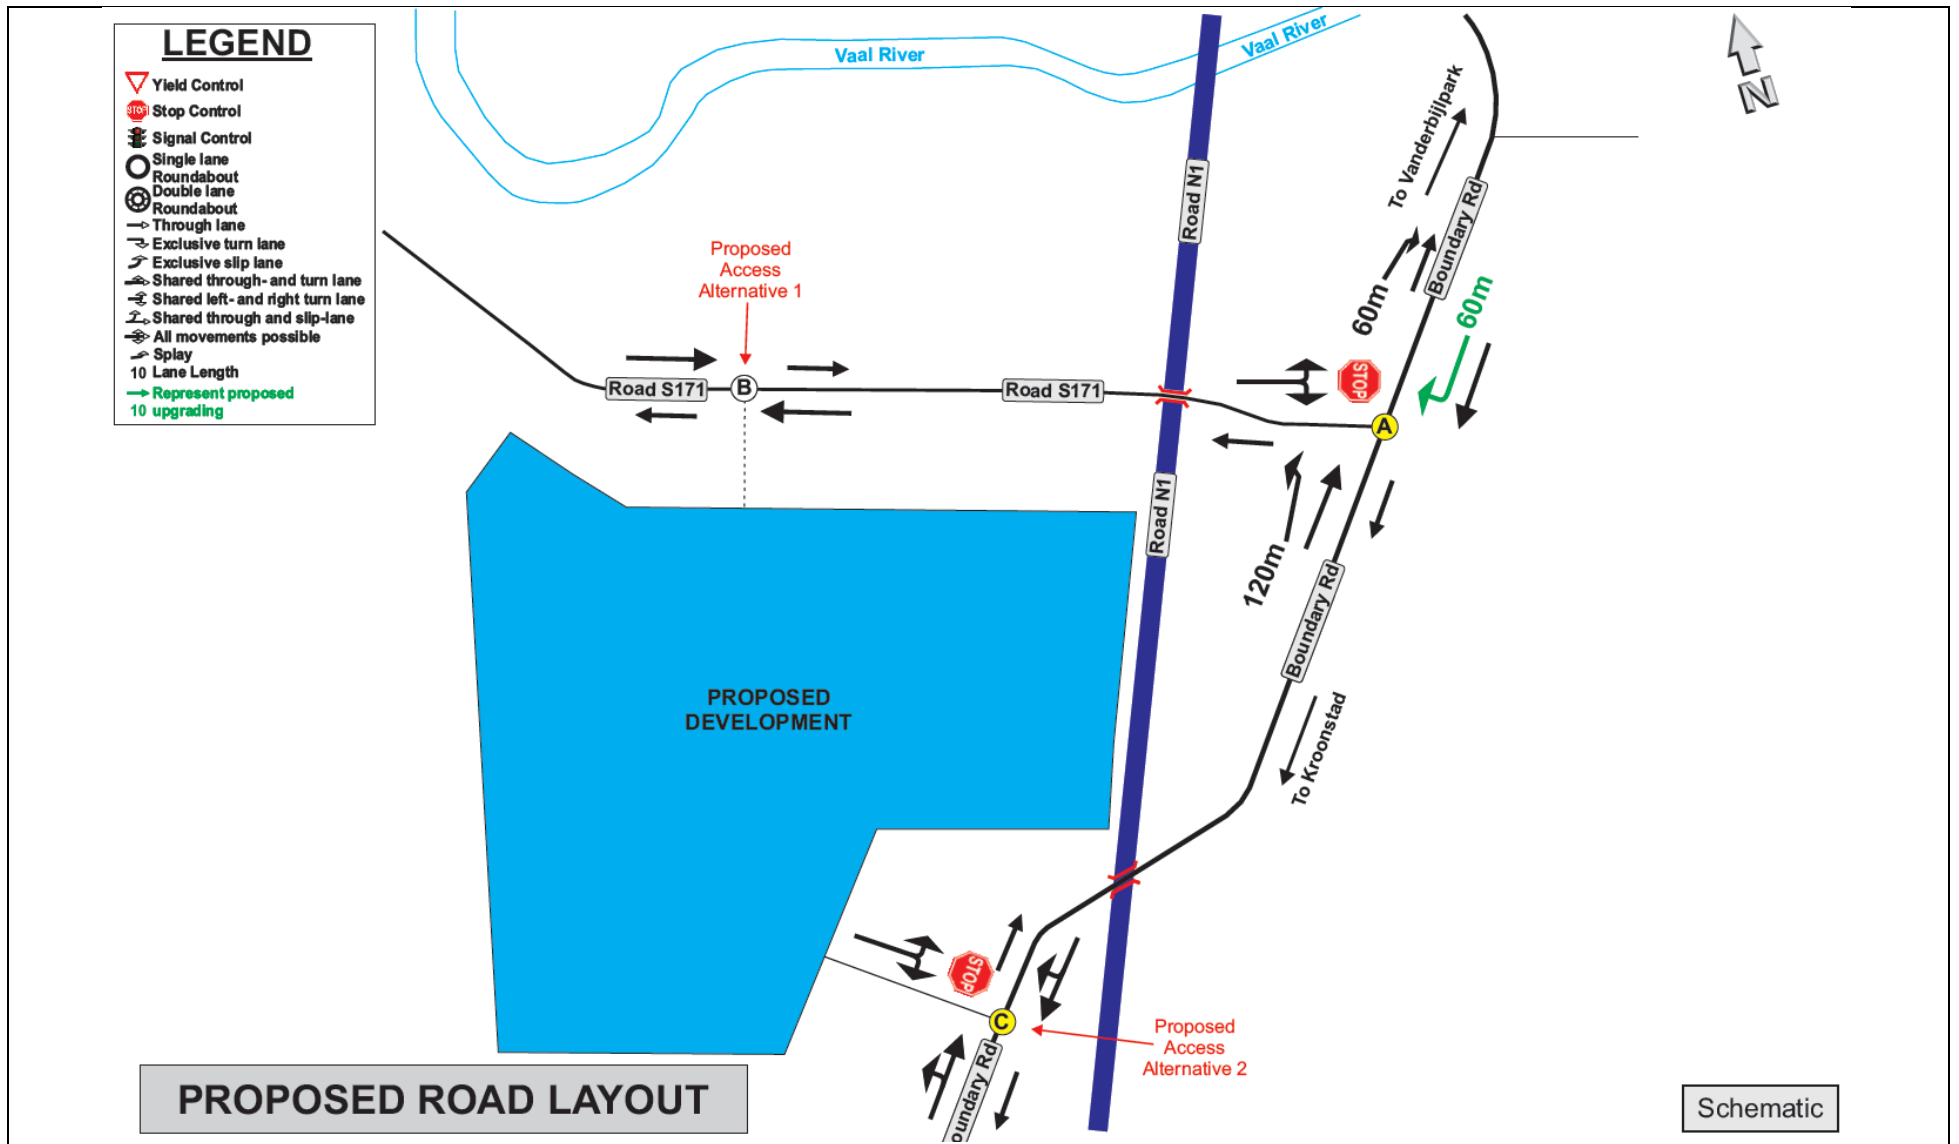 LEGEND
Yield Control
STOP Stop Control
Signal Control
Single lane
Roundabout
Double lane
Roundabout
Through lane
Exclusive turn lane
Exclusive slip lane
Shared through- and turn lane
Shared left- and right turn lane
Shared through and slip-lane
All movements possible
Splay
10 Lane Length
Represent proposed
10 upgrading
Vaal River
Vaal River
N
To Vanderbijlpark
Road N1
Boundary Rd
Proposed
Access
Alternative 1
60m
60m
Road S171
B
Road S171
STOP
A
Road N1
120m
Boundary Rd
PROPOSED
DEVELOPMENT
To Kroonstad
STOP
C
Proposed
Access
Alternative 2
oundary Rd
PROPOSED ROAD LAYOUT
Schematic